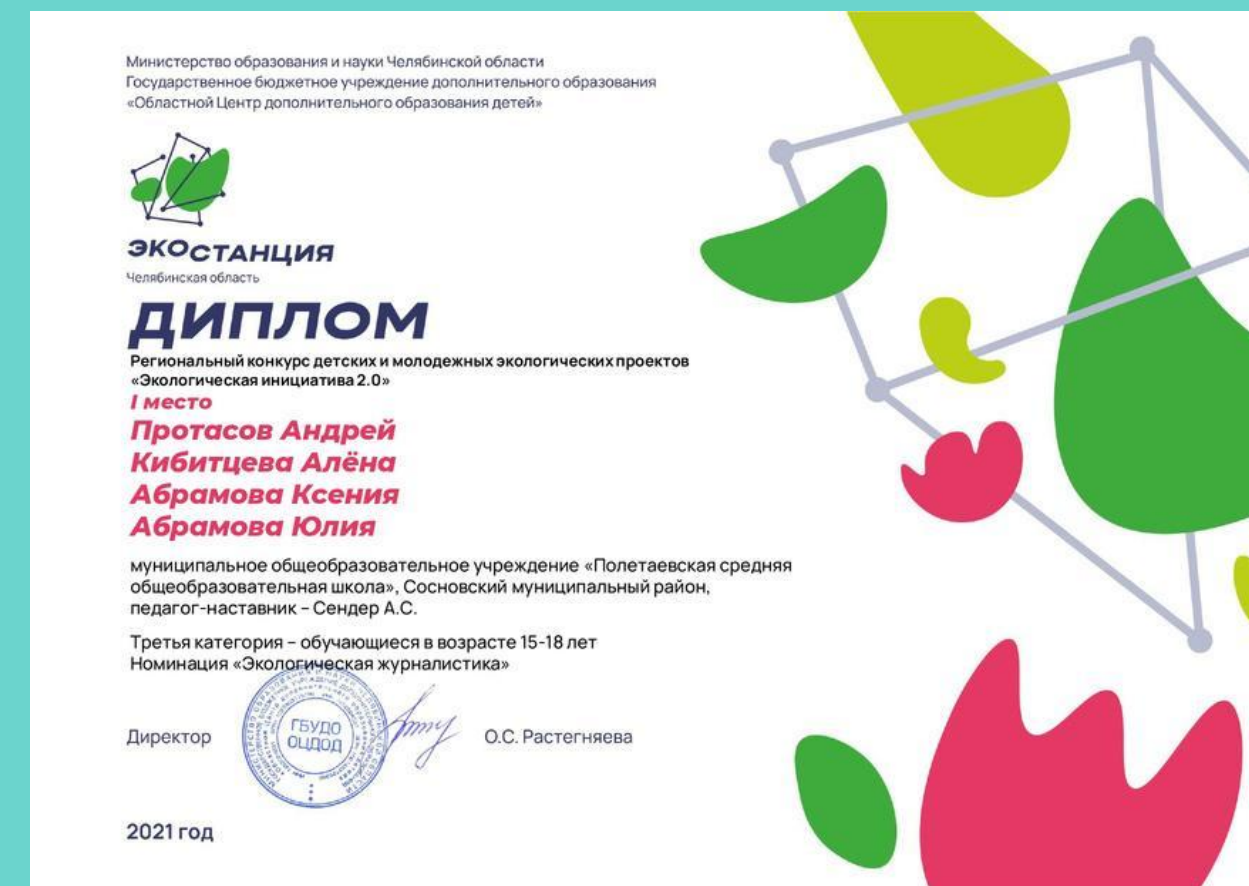 Министерство образования и науки Челябинской области
Государственное бюджетное учреждение дополнительного образования
«Областной Центр дополнительного образования детей»
ЭКОСТАНЦИЯ
Челябинская область
ДИПЛОМ
Региональный конкурс детских и молодежных экологических проектов
«Экологическая инициатива 2.0»
I место
Протасов Андрей
Кибитцева Алёна
Абрамова Ксения
Абрамова Юлия
муниципальное общеобразовательное учреждение «Полетаевская средняя
общеобразовательная школа», Сосновский муниципальный район,
педагог-наставник – Сендер А.С.
Третья категория – обучающиеся в возрасте 15-18 лет
Номинация «Экологическая журналистика»
ГБУДО
ОЦДОД
Директор
О.С. Растегняева
2021 год